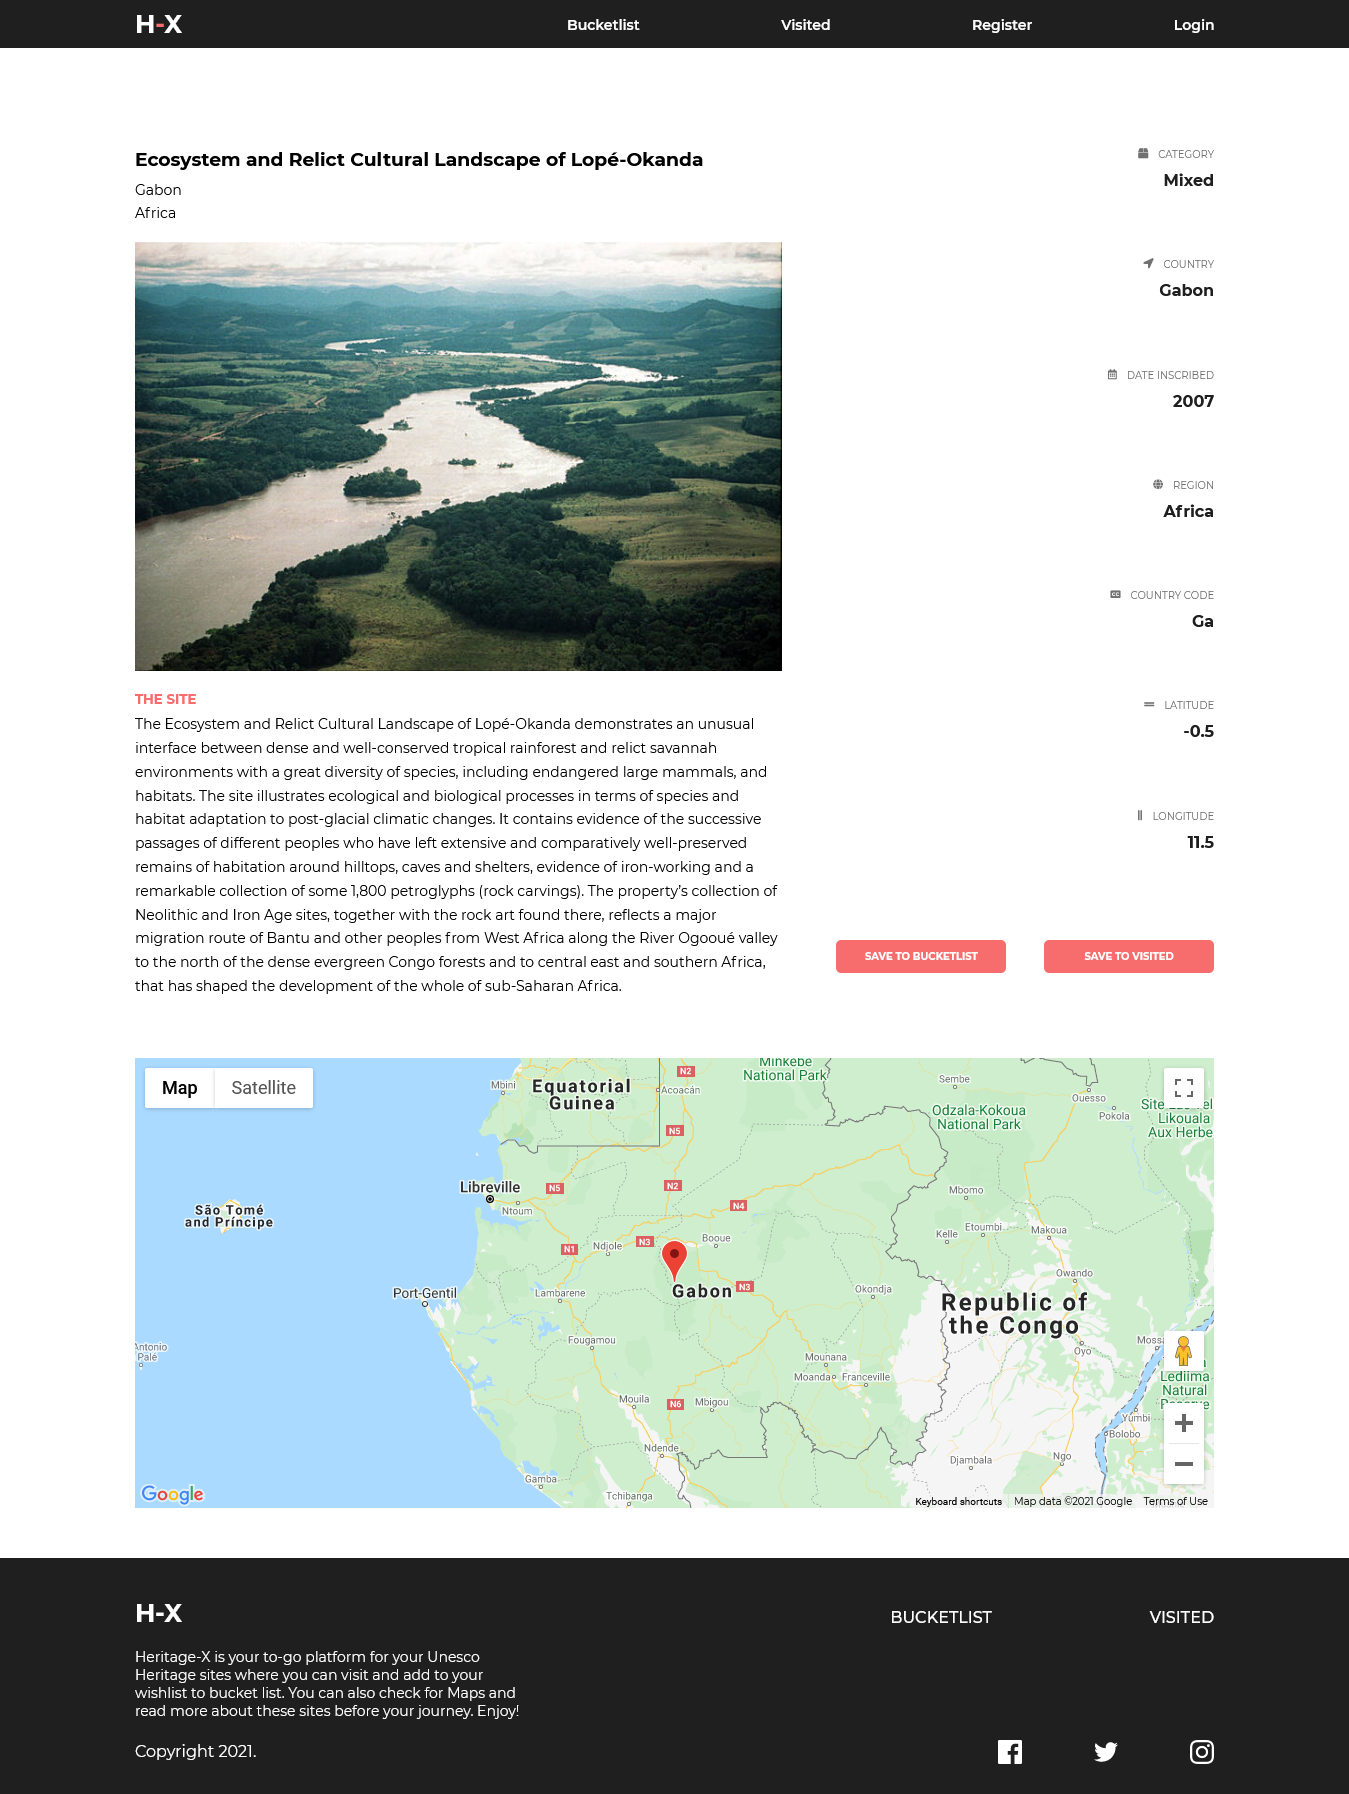 H-X
Bucketlist
Visited
Register
Login
Ecosystem and Relict Cultural Landscape of Lopé-Okanda
Gabon
Africa
CATEGORY
Mixed
COUNTRY
Gabon
DATE INSCRIBED
2007
REGION
Africa
COUNTRY CODE
Ga
LATITUDE
-0.5
LONGITUDE
11.5
THE SITE
The Ecosystem and Relict Cultural Landscape of Lopé-Okanda demonstrates an unusual
interface between dense and well-conserved tropical rainforest and relict savannah
environments with a great diversity of species, including endangered large mammals, and
habitats. The site illustrates ecological and biological processes in terms of species and
habitat adaptation to post-glacial climatic changes. It contains evidence of the successive
passages of different peoples who have left extensive and comparatively well-preserved
remains of habitation around hilltops, caves and shelters, evidence of iron-working and a
remarkable collection of some 1,800 petroglyphs (rock carvings). The property’s collection of
Neolithic and Iron Age sites, together with the rock art found there, reflects a major
migration route of Bantu and other peoples from West Africa along the River Ogooué valley
to the north of the dense evergreen Congo forests and to central east and southern Africa,
that has shaped the development of the whole of sub-Saharan Africa.
SAVE TO BUCKETLIST
SAVE TO VISITED
Map
Satellite
Mbini
Equatorial
Guinea
N2
Acoacán
Minkebe
National Park
Sembe
Ouesso
Pokola
Odzala-Kokoua
National Park
Likouala
Aux Herbe
N5
Libreville
N5
Ntoum
N2
N4
Mbomo
São Tomé
and Príncipe
N1
Ndjole
N3
Booue
Kelle
Etoumbi
Makoua
Gabon
N3
Owando
Port-Gentil
Lambarene
Okondja
Republic of
the Congo
Antonio
Palé
Fougamou
Mounana
Moanda
Franceville
Oyo
Moss
Lediima
Natural
Mouila
N6
Mbigou
Yumbi
Bolobo
Ndende
Djambala
Ngo
Gamba
Tchibanga
Google
Keyboard shortcuts
Map data ©2021 Google
Terms of Use
H-X
BUCKETLIST
VISITED
Heritage-X is your to-go platform for your Unesco
Heritage sites where you can visit and add to your
wishlist to bucket list. You can also check for Maps and
read more about these sites before your journey. Enjoy!
Copyright 2021.